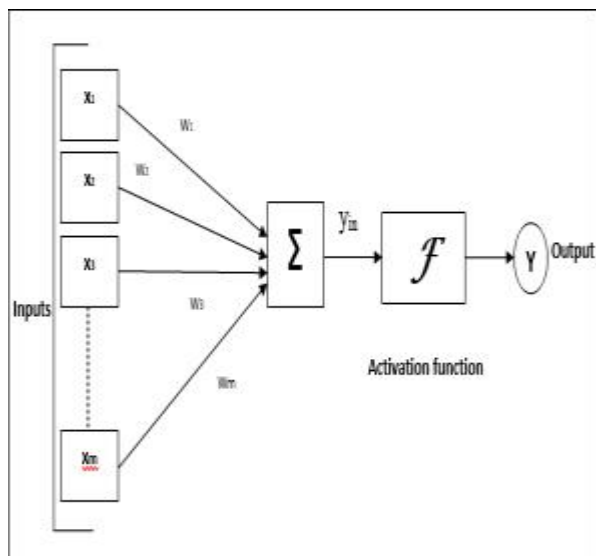 X₁
W₁
X₂
W₂
yᵢₙ
Σ
ℱ
Y
Output
X₃
W₃
Inputs
Wₘ
Activation function
Xₘ